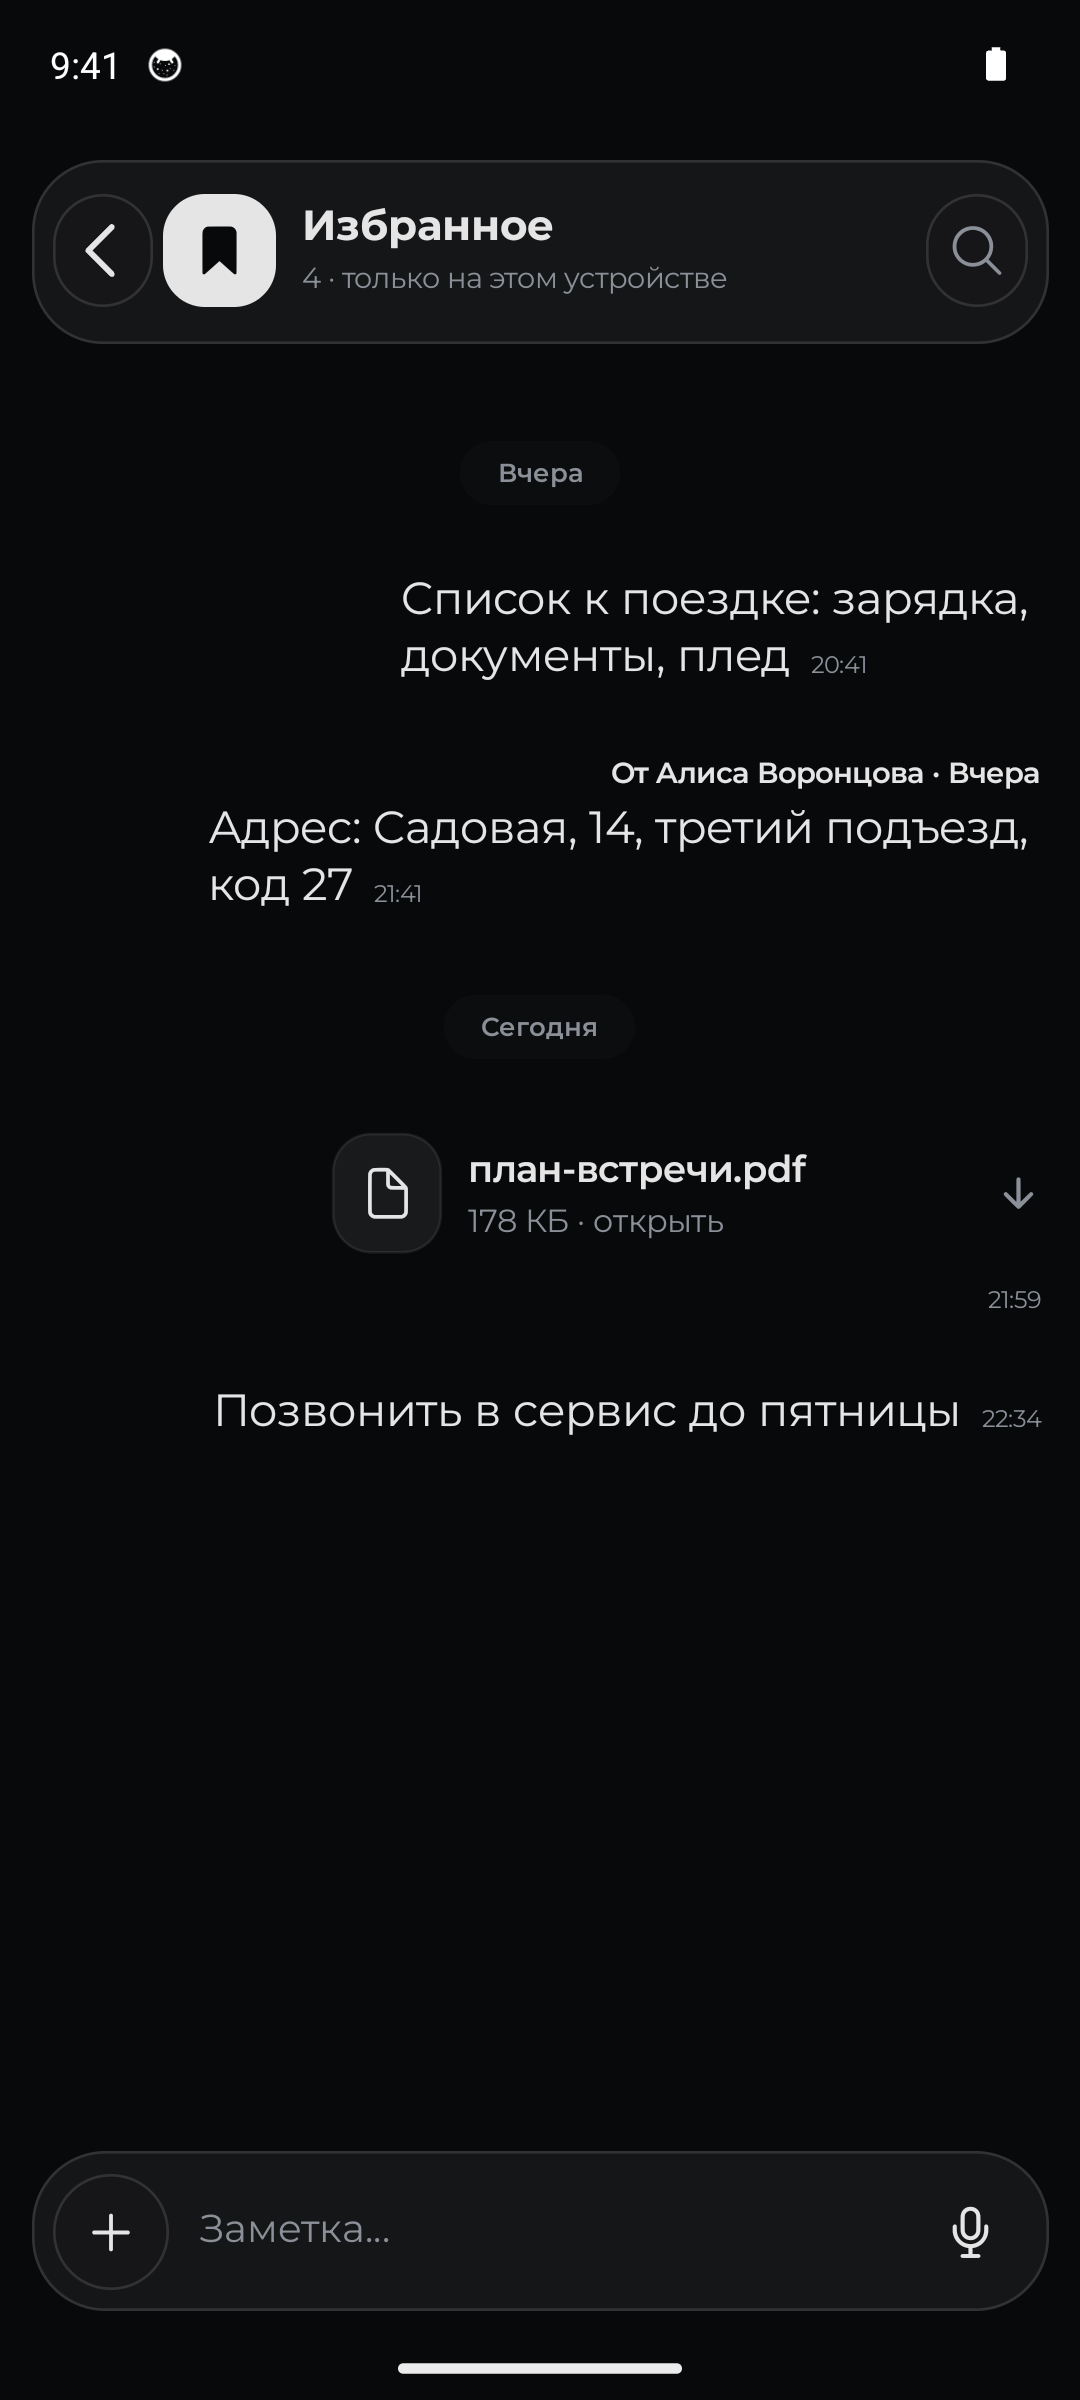 9:41
Избранное
4 · только на этом устройстве
Вчера
Список к поездке: зарядка,
документы, плед 20:41
От Алиса Воронцова · Вчера
Адрес: Садовая, 14, третий подъезд,
код 27 21:41
Сегодня
план-встречи.pdf
178 КБ · открыть
21:59
Позвонить в сервис до пятницы 22:34
Заметка...